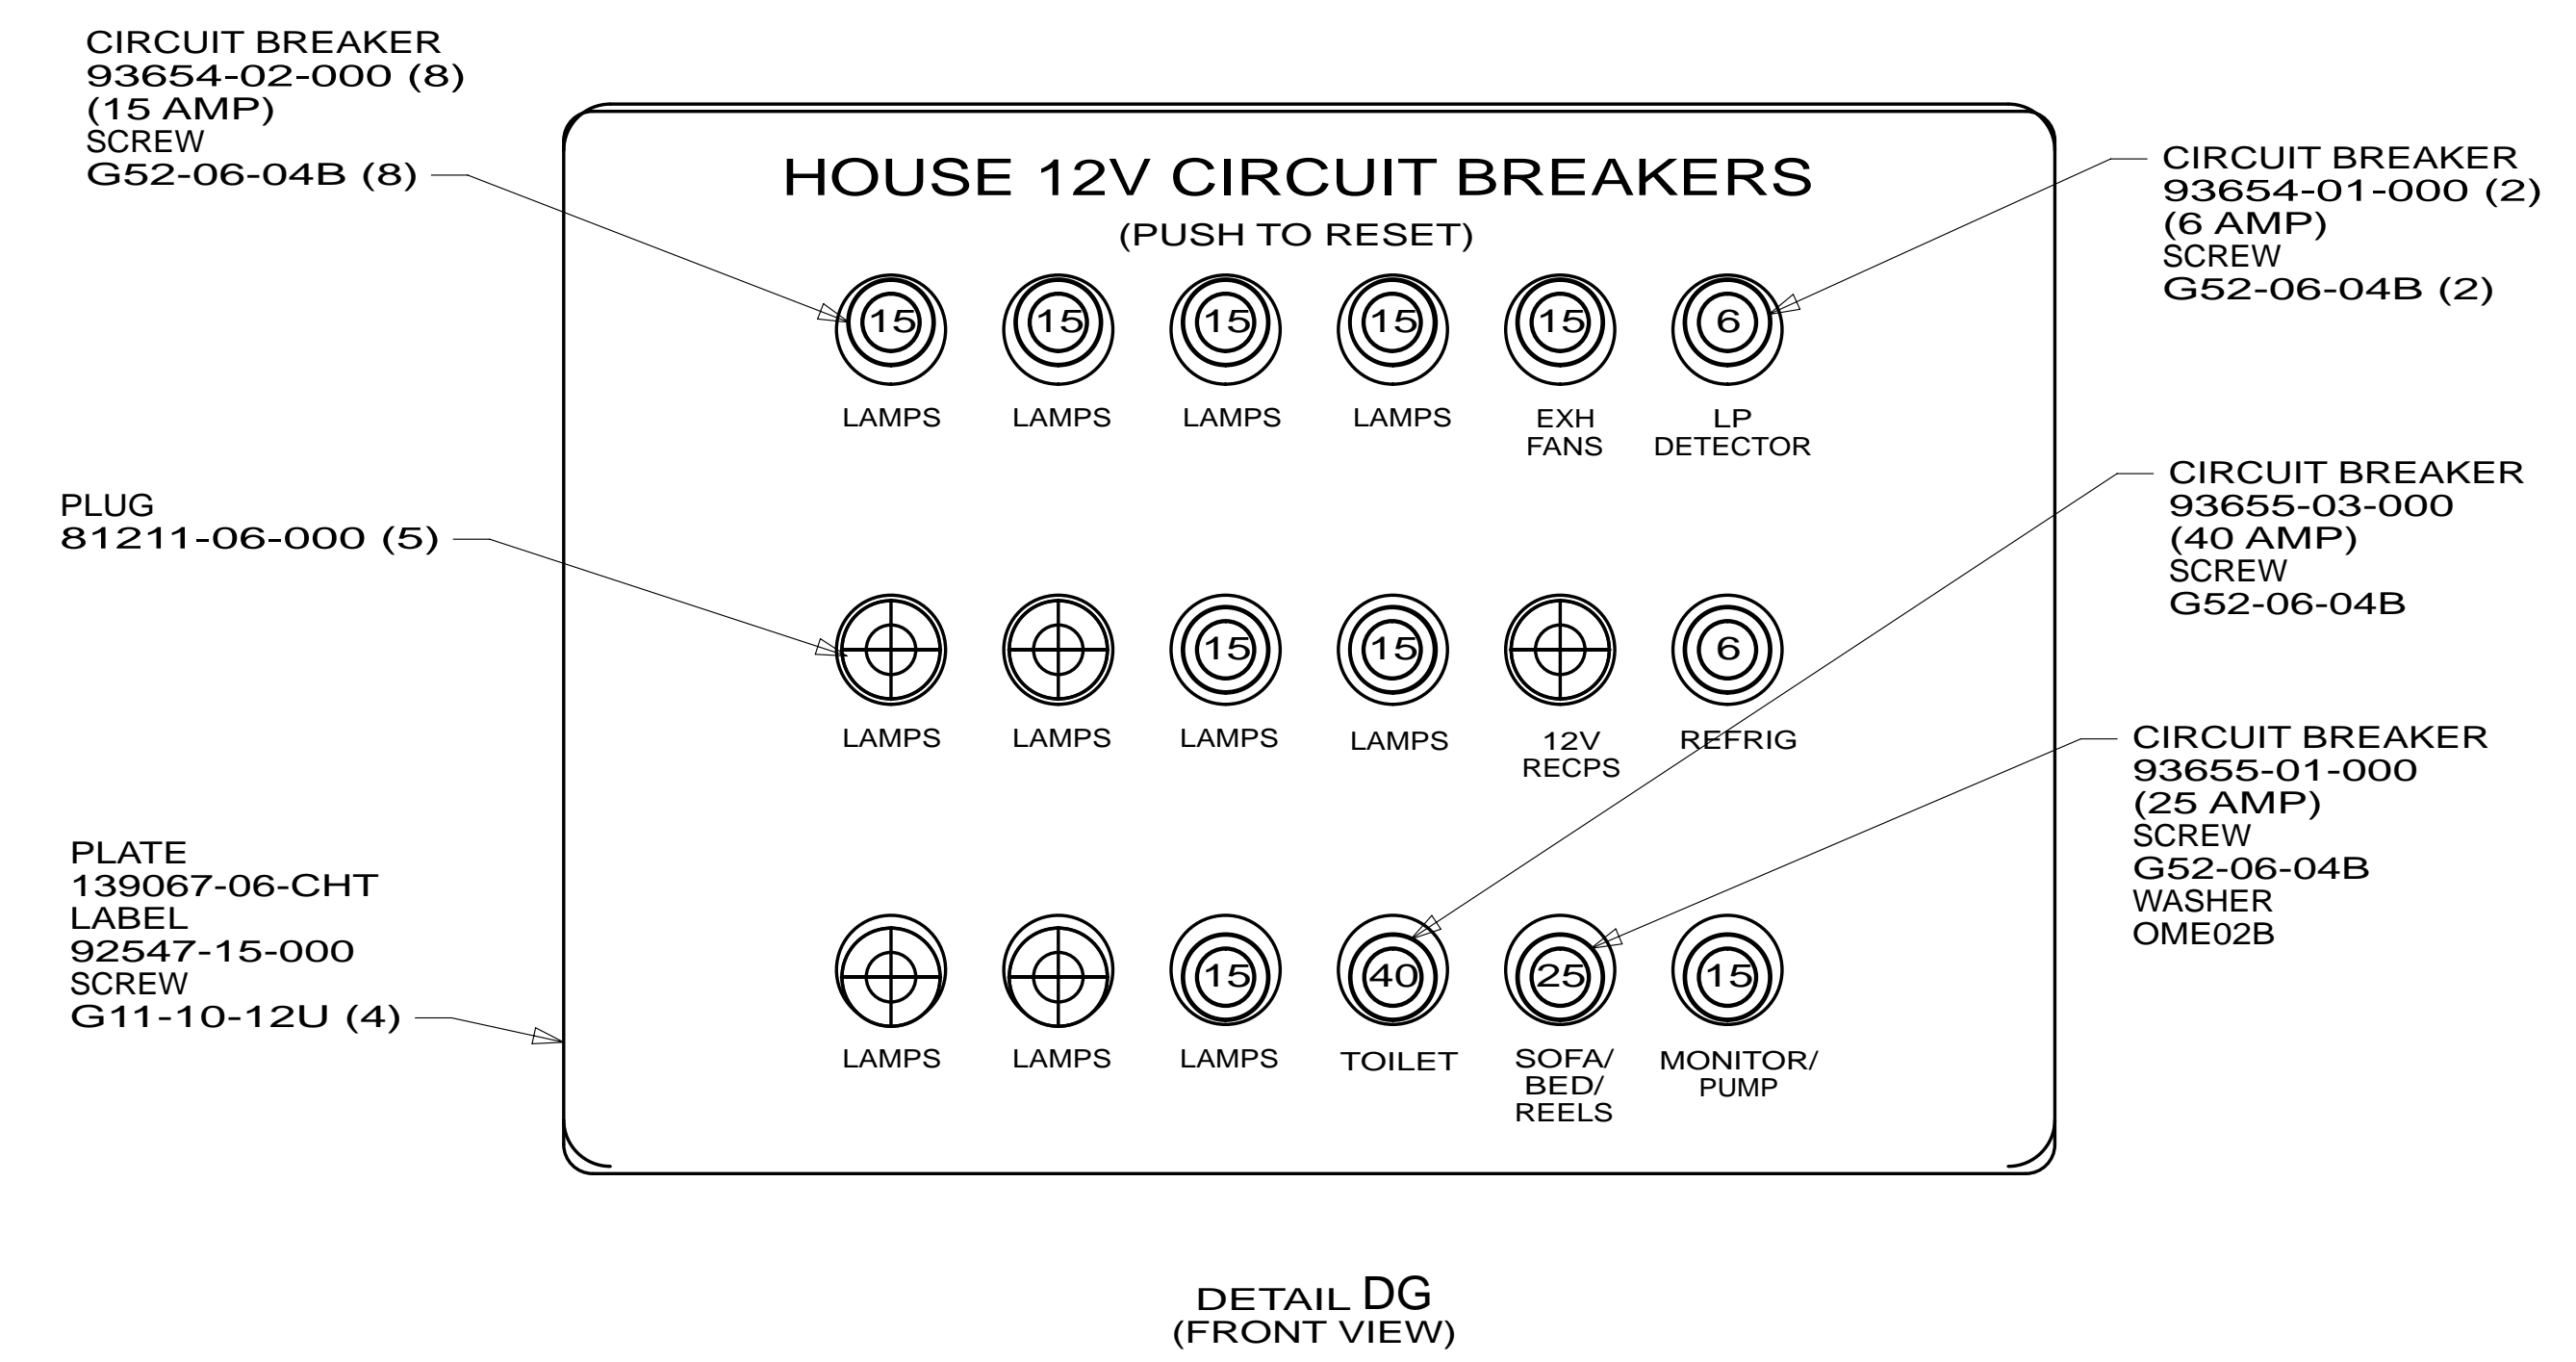 CIRCUIT BREAKER
93654-02-000 (8)
(15 AMP)
SCREW
G52-06-04B (8)
PLUG
81211-06-000 (5)
PLATE
139067-06-CHT
LABEL
92547-15-000
SCREW
G11-10-12U (4)
HOUSE 12V CIRCUIT BREAKERS
(PUSH TO RESET)
15 15 15 15 15 6
LAMPS LAMPS LAMPS LAMPS EXH LP
FANS DETECTOR
15 15 6
LAMPS LAMPS LAMPS LAMPS 12V REFRIG
RECPS
15 40 25 15
LAMPS LAMPS LAMPS TOILET SOFA/ MONITOR/
BED/ PUMP
REELS
CIRCUIT BREAKER
93654-01-000 (2)
(6 AMP)
SCREW
G52-06-04B (2)
CIRCUIT BREAKER
93655-03-000
(40 AMP)
SCREW
G52-06-04B
CIRCUIT BREAKER
93655-01-000
(25 AMP)
SCREW
G52-06-04B
WASHER
OME02B
DETAIL DG
(FRONT VIEW)